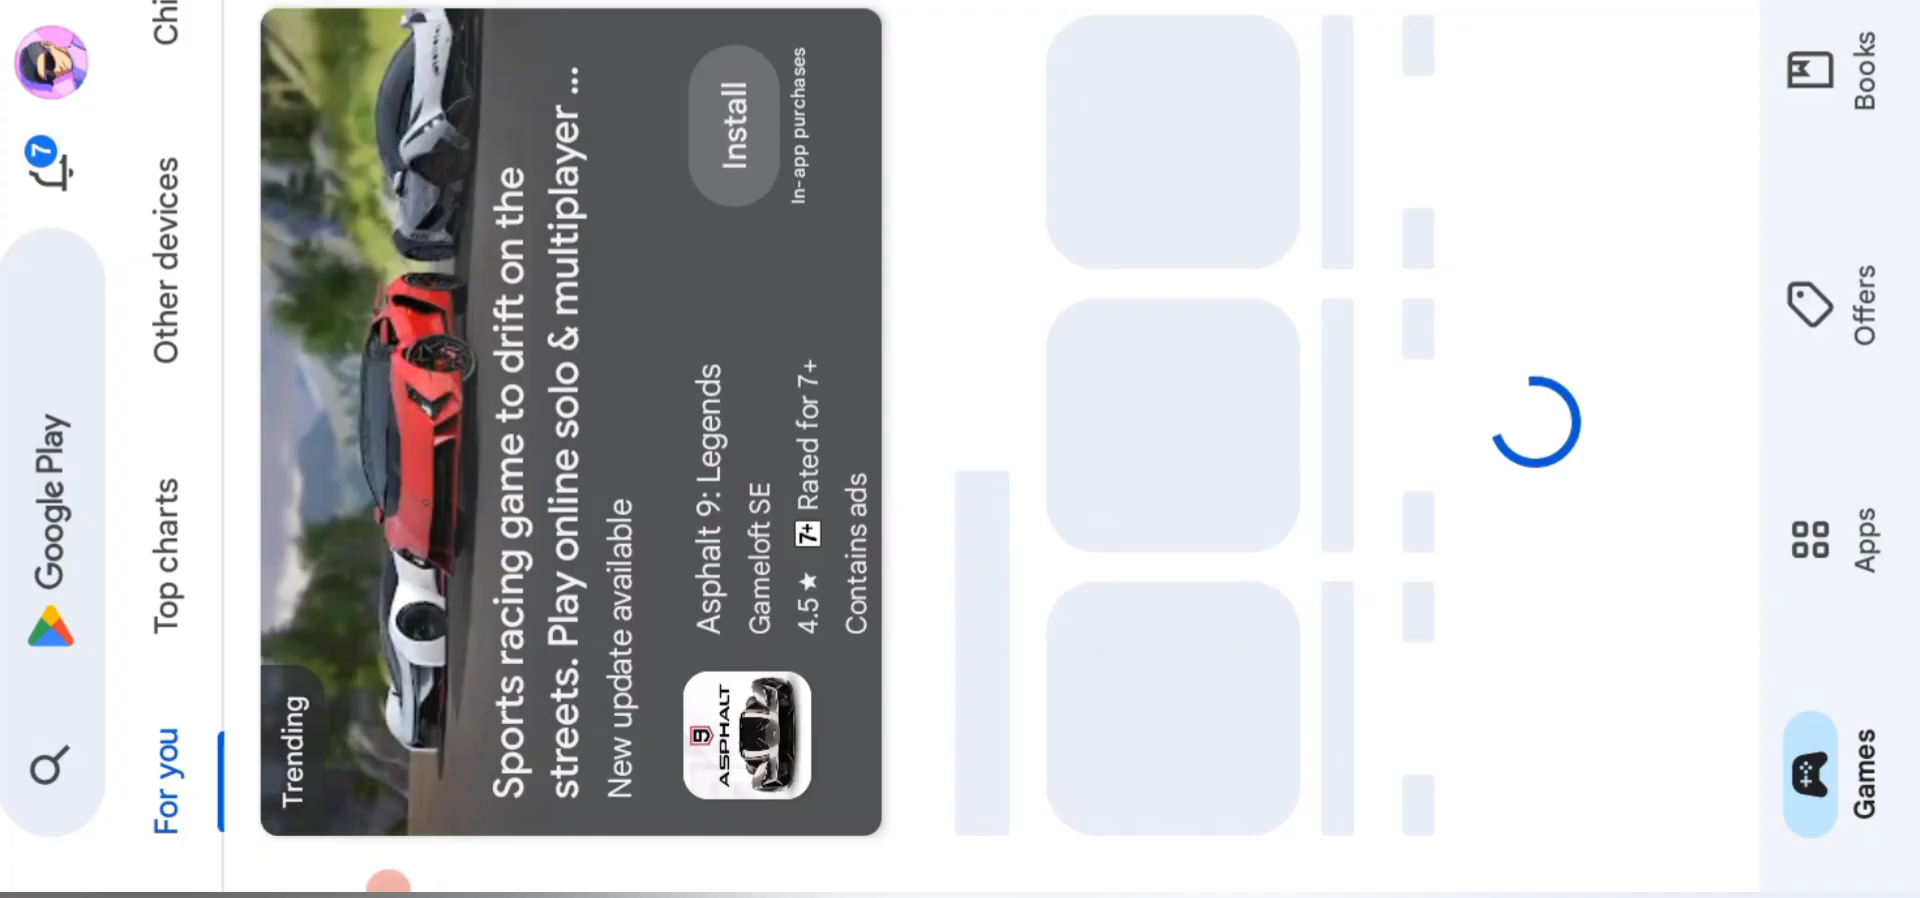 Google Play
7
For you
Top charts
Other devices
Chi
Trending
Sports racing game to drift on the
streets. Play online solo & multiplayer ...
New update available
9
ASPHALT
Asphalt 9: Legends
Gameloft SE
4.5 ★ 7+ Rated for 7+
Contains ads
Install
In-app purchases
Games
Apps
Offers
Books